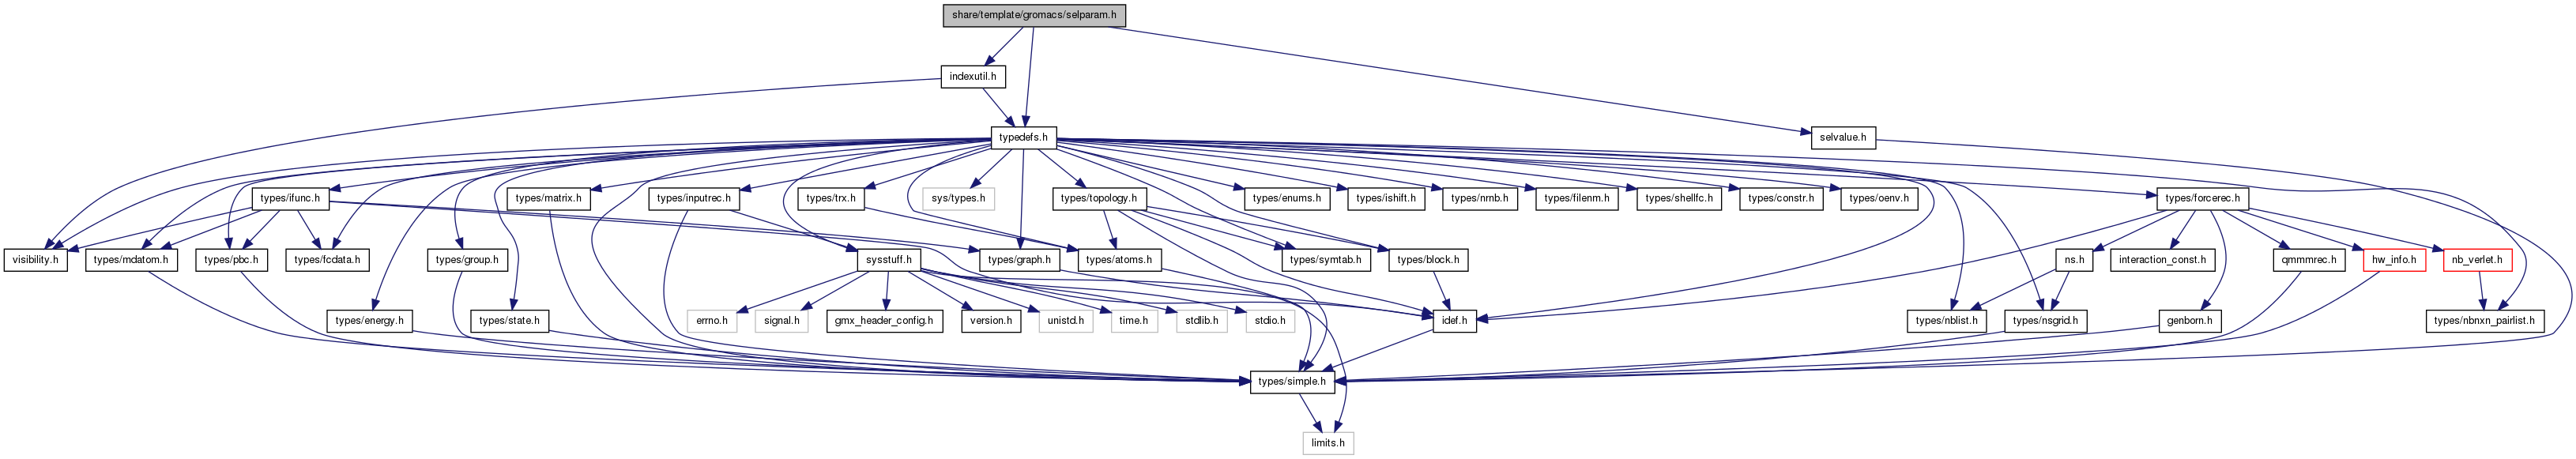 share/template/gromacs/selparam.h
indexutil.h
typedefs.h
selvalue.h
types/ifunc.h
types/matrix.h
types/inputrec.h
types/trx.h
sys/types.h
types/topology.h
types/enums.h
types/ishift.h
types/nrnb.h
types/filenm.h
types/shellfc.h
types/constr.h
types/oenv.h
types/forcerec.h
visibility.h
types/mdatom.h
types/pbc.h
types/fcdata.h
types/group.h
sysstuff.h
types/graph.h
types/atoms.h
types/symtab.h
types/block.h
ns.h
interaction_const.h
qmmmrec.h
hw_info.h
nb_verlet.h
types/energy.h
types/state.h
errno.h
signal.h
gmx_header_config.h
version.h
unistd.h
time.h
stdlib.h
stdio.h
idef.h
types/nblist.h
types/nsgrid.h
genborn.h
types/nbnxn_pairlist.h
types/simple.h
limits.h